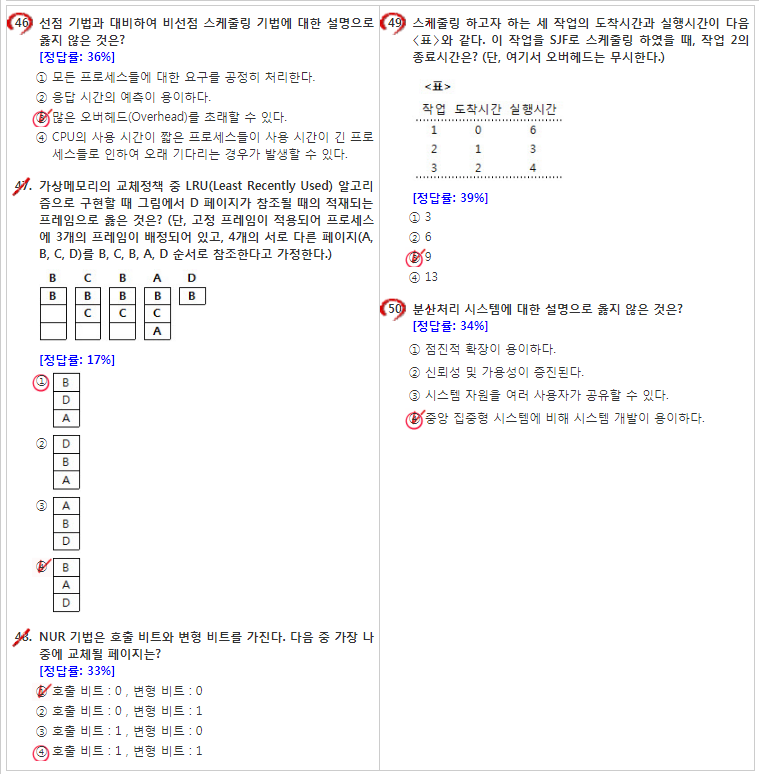 46. 선점 기법과 대비하여 비선점 스케줄링 기법에 대한 설명으로
옳지 않은 것은?
[정답률: 36%]
① 모든 프로세스들에 대한 요구를 공정히 처리한다.
② 응답 시간의 예측이 용이하다.
③ 많은 오버헤드(Overhead)를 초래할 수 있다.
④ CPU의 사용 시간이 짧은 프로세스들이 사용 시간이 긴 프로
세스들로 인하여 오래 기다리는 경우가 발생할 수 있다.
47. 가상메모리의 교체정책 중 LRU(Least Recently Used) 알고리
즘으로 구현할 때 그림에서 D 페이지가 참조될 때의 적재되는
프레임으로 옳은 것은? (단, 고정 프레임이 적용되어 프로세스
에 3개의 프레임이 배정되어 있고, 4개의 서로 다른 페이지(A,
B, C, D)를 B, C, B, A, D 순서로 참조한다고 가정한다.)
B C B A D
B B B B B
C C C
A
[정답률: 17%]
① B
D
A
② D
B
A
③ A
B
D
④ B
A
D
48. NUR 기법은 호출 비트와 변형 비트를 가진다. 다음 중 가장 나
중에 교체될 페이지는?
[정답률: 33%]
① 호출 비트 : 0 , 변형 비트 : 0
② 호출 비트 : 0 , 변형 비트 : 1
③ 호출 비트 : 1 , 변형 비트 : 0
④ 호출 비트 : 1 , 변형 비트 : 1
49. 스케줄링 하고자 하는 세 작업의 도착시간과 실행시간이 다음
<표>와 같다. 이 작업을 SJF로 스케줄링 하였을 때, 작업 2의
종료시간은? (단, 여기서 오버헤드는 무시한다.)
<표>
작업 도착시간 실행시간
1 0 6
2 1 3
3 2 4
[정답률: 39%]
① 3
② 6
③ 9
④ 13
50. 분산처리 시스템에 대한 설명으로 옳지 않은 것은?
[정답률: 34%]
① 점진적 확장이 용이하다.
② 신뢰성 및 가용성이 증진된다.
③ 시스템 자원을 여러 사용자가 공유할 수 있다.
④ 중앙 집중형 시스템에 비해 시스템 개발이 용이하다.